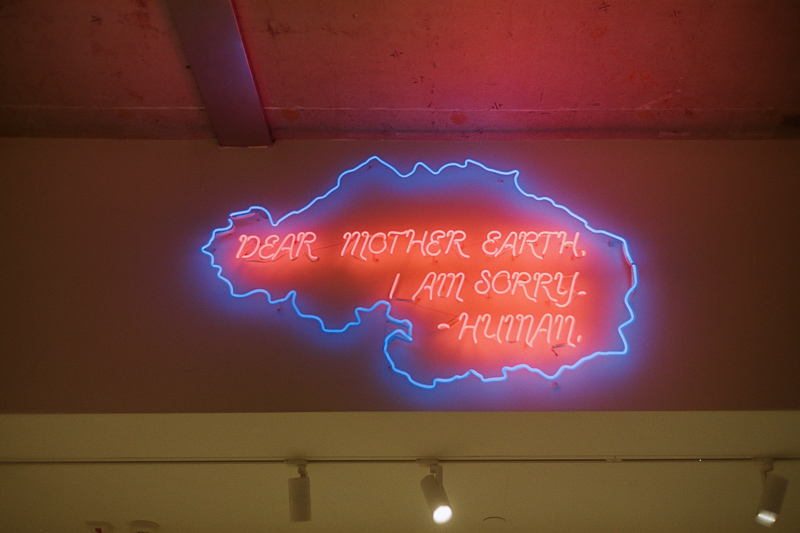 DEAR MOTHER EARTH.
I AM SORRY-
- HUMAN.